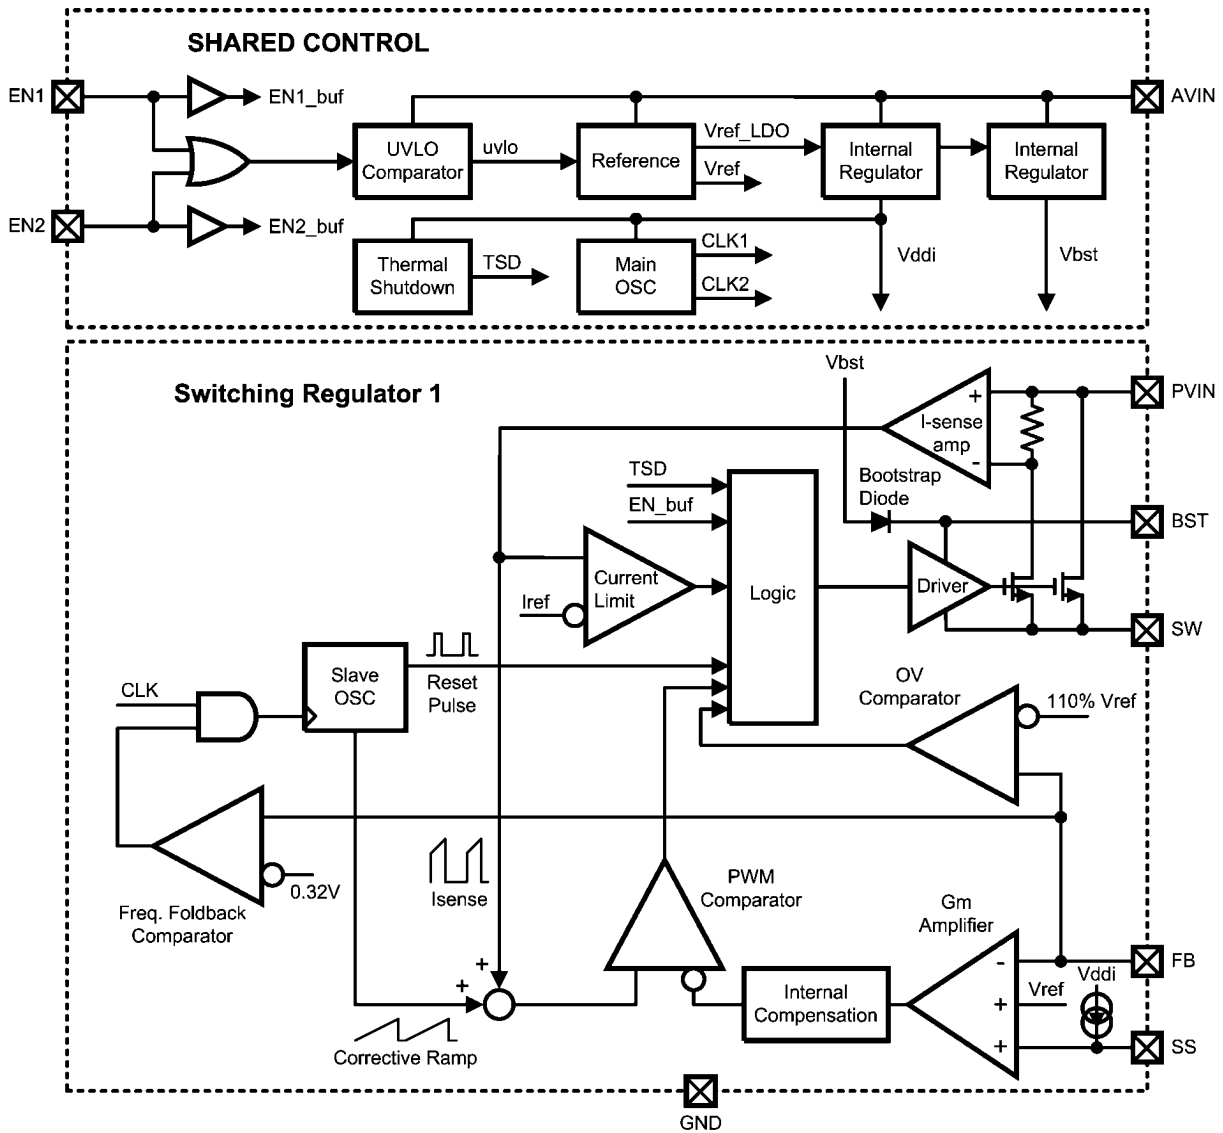 SHARED CONTROL
EN1
EN1_buf
AVIN
UVLO
Comparator
uvlo
Reference
Vref_LDO
Vref
Internal
Regulator
Internal
Regulator
EN2
EN2_buf
Thermal
Shutdown
TSD
Main
OSC
CLK1
CLK2
Vddi
Vbst
Switching Regulator 1
Vbst
+
I-sense
amp
-
PVIN
TSD
EN_buf
Bootstrap
Diode
BST
Current
Limit
Iref
Logic
Driver
SW
Slave
OSC
Reset
Pulse
CLK
OV
Comparator
110% Vref
0.32V
Freq. Foldback
Comparator
Isense
PWM
Comparator
Gm
Amplifier
-
FB
Vddi
+
Vref
+
SS
+
+
Internal
Compensation
Corrective Ramp
GND